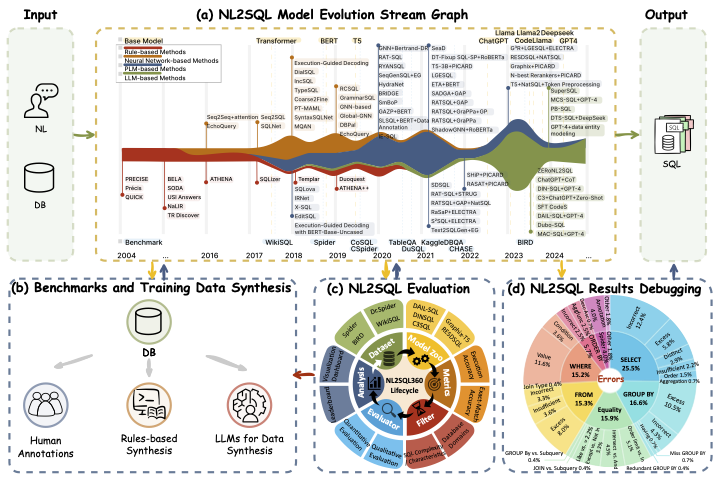 Input
(a) NL2SQL Model Evolution Stream Graph
Output
Base Model
Rule-based Methods
Neural Network-based Methods
PLM-based Methods
LLM-based Methods
Transformer
BERT
T5
ChatGPT
Llama Llama2 Deepseek
CodeLlama GPT4
NL
DB
SQL
Seq2Seq+attention
EchoQuery
Seq2SQL
SQLNet
Execution-Guided Decoding
DialSQL
IncSQL
TypeSQL
Coarse2Fine
PT-MAML
SyntaxSQLNet
MQAN
RCSQL
GrammarSQL
GNN-based
Global-GNN
DBPal
EchoQuery
GNN+Bertrand-DR
RAT-SQL
RYANSQL
SeqGenSQL+EG
HydraNet
BRIDGE
SmBoP
GAZP+BERT
SLSQL+BERT+Data
Annotation
SeaD
DT-Fixup SQL-SP+RoBERTa
T5-3B+PICARD
LGESQL
ETA+BERT
SADGA+GAP
RATSQL+GAP
RATSQL+GraPPa+GP
RATSQL+GraPPa
ShadowGNN+RoBERTa
G³R+LGESQL+ELECTRA
RESDSQL+NatSQL
Graphix+PICARD
N-best Rerankers+PICARD
T5+NatSQL+Token Preprocessing
SuperSQL
MCS-SQL+GPT-4
PB-SQL
DTS-SQL+DeepSeek
GPT-4+data entity
modeling
PRECISE
Précis
QUICK
BELA
SODA
USI Answers
NaLIR
TR Discover
ATHENA
SQLizer
Templar
SQLova
IRNet
X-SQL
EditSQL
Execution-Guided Decoding
with BERT-Base-Uncased
Duoquest
ATHENA++
SDSQL
RAT-SQL+STRUG
RATSQL+GAP+NatSQL
RaSaP+ELECTRA
S²SQL+ELECTRA
Text2SQLGen+EG
SHiP+PICARD
RASAT+PICARD
ZERoNL2SQL
ChatGPT+CoT
DIN-SQL+GPT-4
C3+ChatGPT+Zero-Shot
SFT CodeS
DAIL-SQL+GPT-4
Dubo-SQL
MAC-SQL+GPT-4
Benchmark
WikiSQL
Spider
CoSQL
CSpider
TableQA
DuSQL
KaggleDBQA
CHASE
BIRD
2004
...
2016
2017
2018
2019
2020
2021
2022
2023
2024
...
(b) Benchmarks and Training Data Synthesis
DB
Human
Annotations
Rules-based
Synthesis
LLMs for Data
Synthesis
(c) NL2SQL Evaluation
NL2SQL360
Lifecycle
Dataset
Model Zoo
Metrics
Filter
Evaluator
Analysis
Spider
BIRD
Dr.Spider
WikiSQL
DAIL-SQL
DINSQL
C3SQL
Graphix-T5
RESDSQL
Execution
Accuracy
Exact-Match
Accuracy
Database
Domains
SQL Complexity
Characteristics
Qualitative
Evaluation
Quantitative
Evaluation
Leaderboard
Visualization
Dashboard
(d) NL2SQL Results Debugging
Errors
SELECT
25.5%
Incorrect
12.4%
Excess
5.8%
Distinct
2.9%
Insufficient 2.2%
Order 1.5%
Aggregation 0.7%
GROUP BY
16.6%
Excess
10.5%
Incorrect
4.3%
Having 0.7%
Miss GROUP BY
0.7%
Redundant GROUP BY 0.4%
Equality
15.9%
JOIN vs. Subquery 0.4%
GROUP By vs. Subquery
0.4%
FROM
15.3%
Excess
8.0%
Insufficient
3.6%
Incorrect
3.3%
Join Type 0.4%
WHERE
15.2%
Value
11.6%
Condition
3.6%
ORDER BY